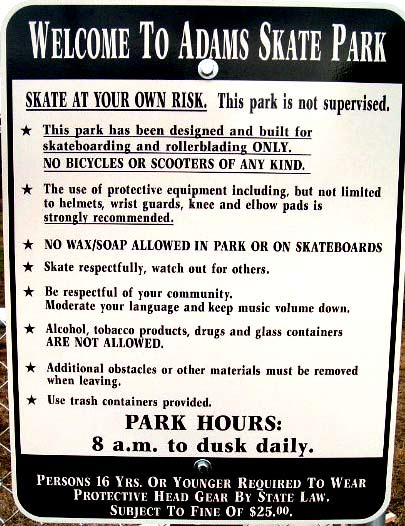 WELCOME TO ADAMS SKATE PARK
SKATE AT YOUR OWN RISK. This park is not supervised.
★ This park has been designed and built for
skateboarding and rollerblading ONLY.
NO BICYCLES OR SCOOTERS OF ANY KIND.
★ The use of protective equipment including, but not limited
to helmets, wrist guards, knee and elbow pads is
strongly recommended.
★ NO WAX/SOAP ALLOWED IN PARK OR ON SKATEBOARDS
★ Skate respectfully, watch out for others.
★ Be respectful of your community.
Moderate your language and keep music volume down.
★ Alcohol, tobacco products, drugs and glass containers
ARE NOT ALLOWED.
★ Additional obstacles or other materials must be removed
when leaving.
★ Use trash containers provided.
PARK HOURS:
8 a.m. to dusk daily.
PERSONS 16 YRS. OR YOUNGER REQUIRED TO WEAR
PROTECTIVE HEAD GEAR BY STATE LAW.
SUBJECT TO FINE OF $25.00.